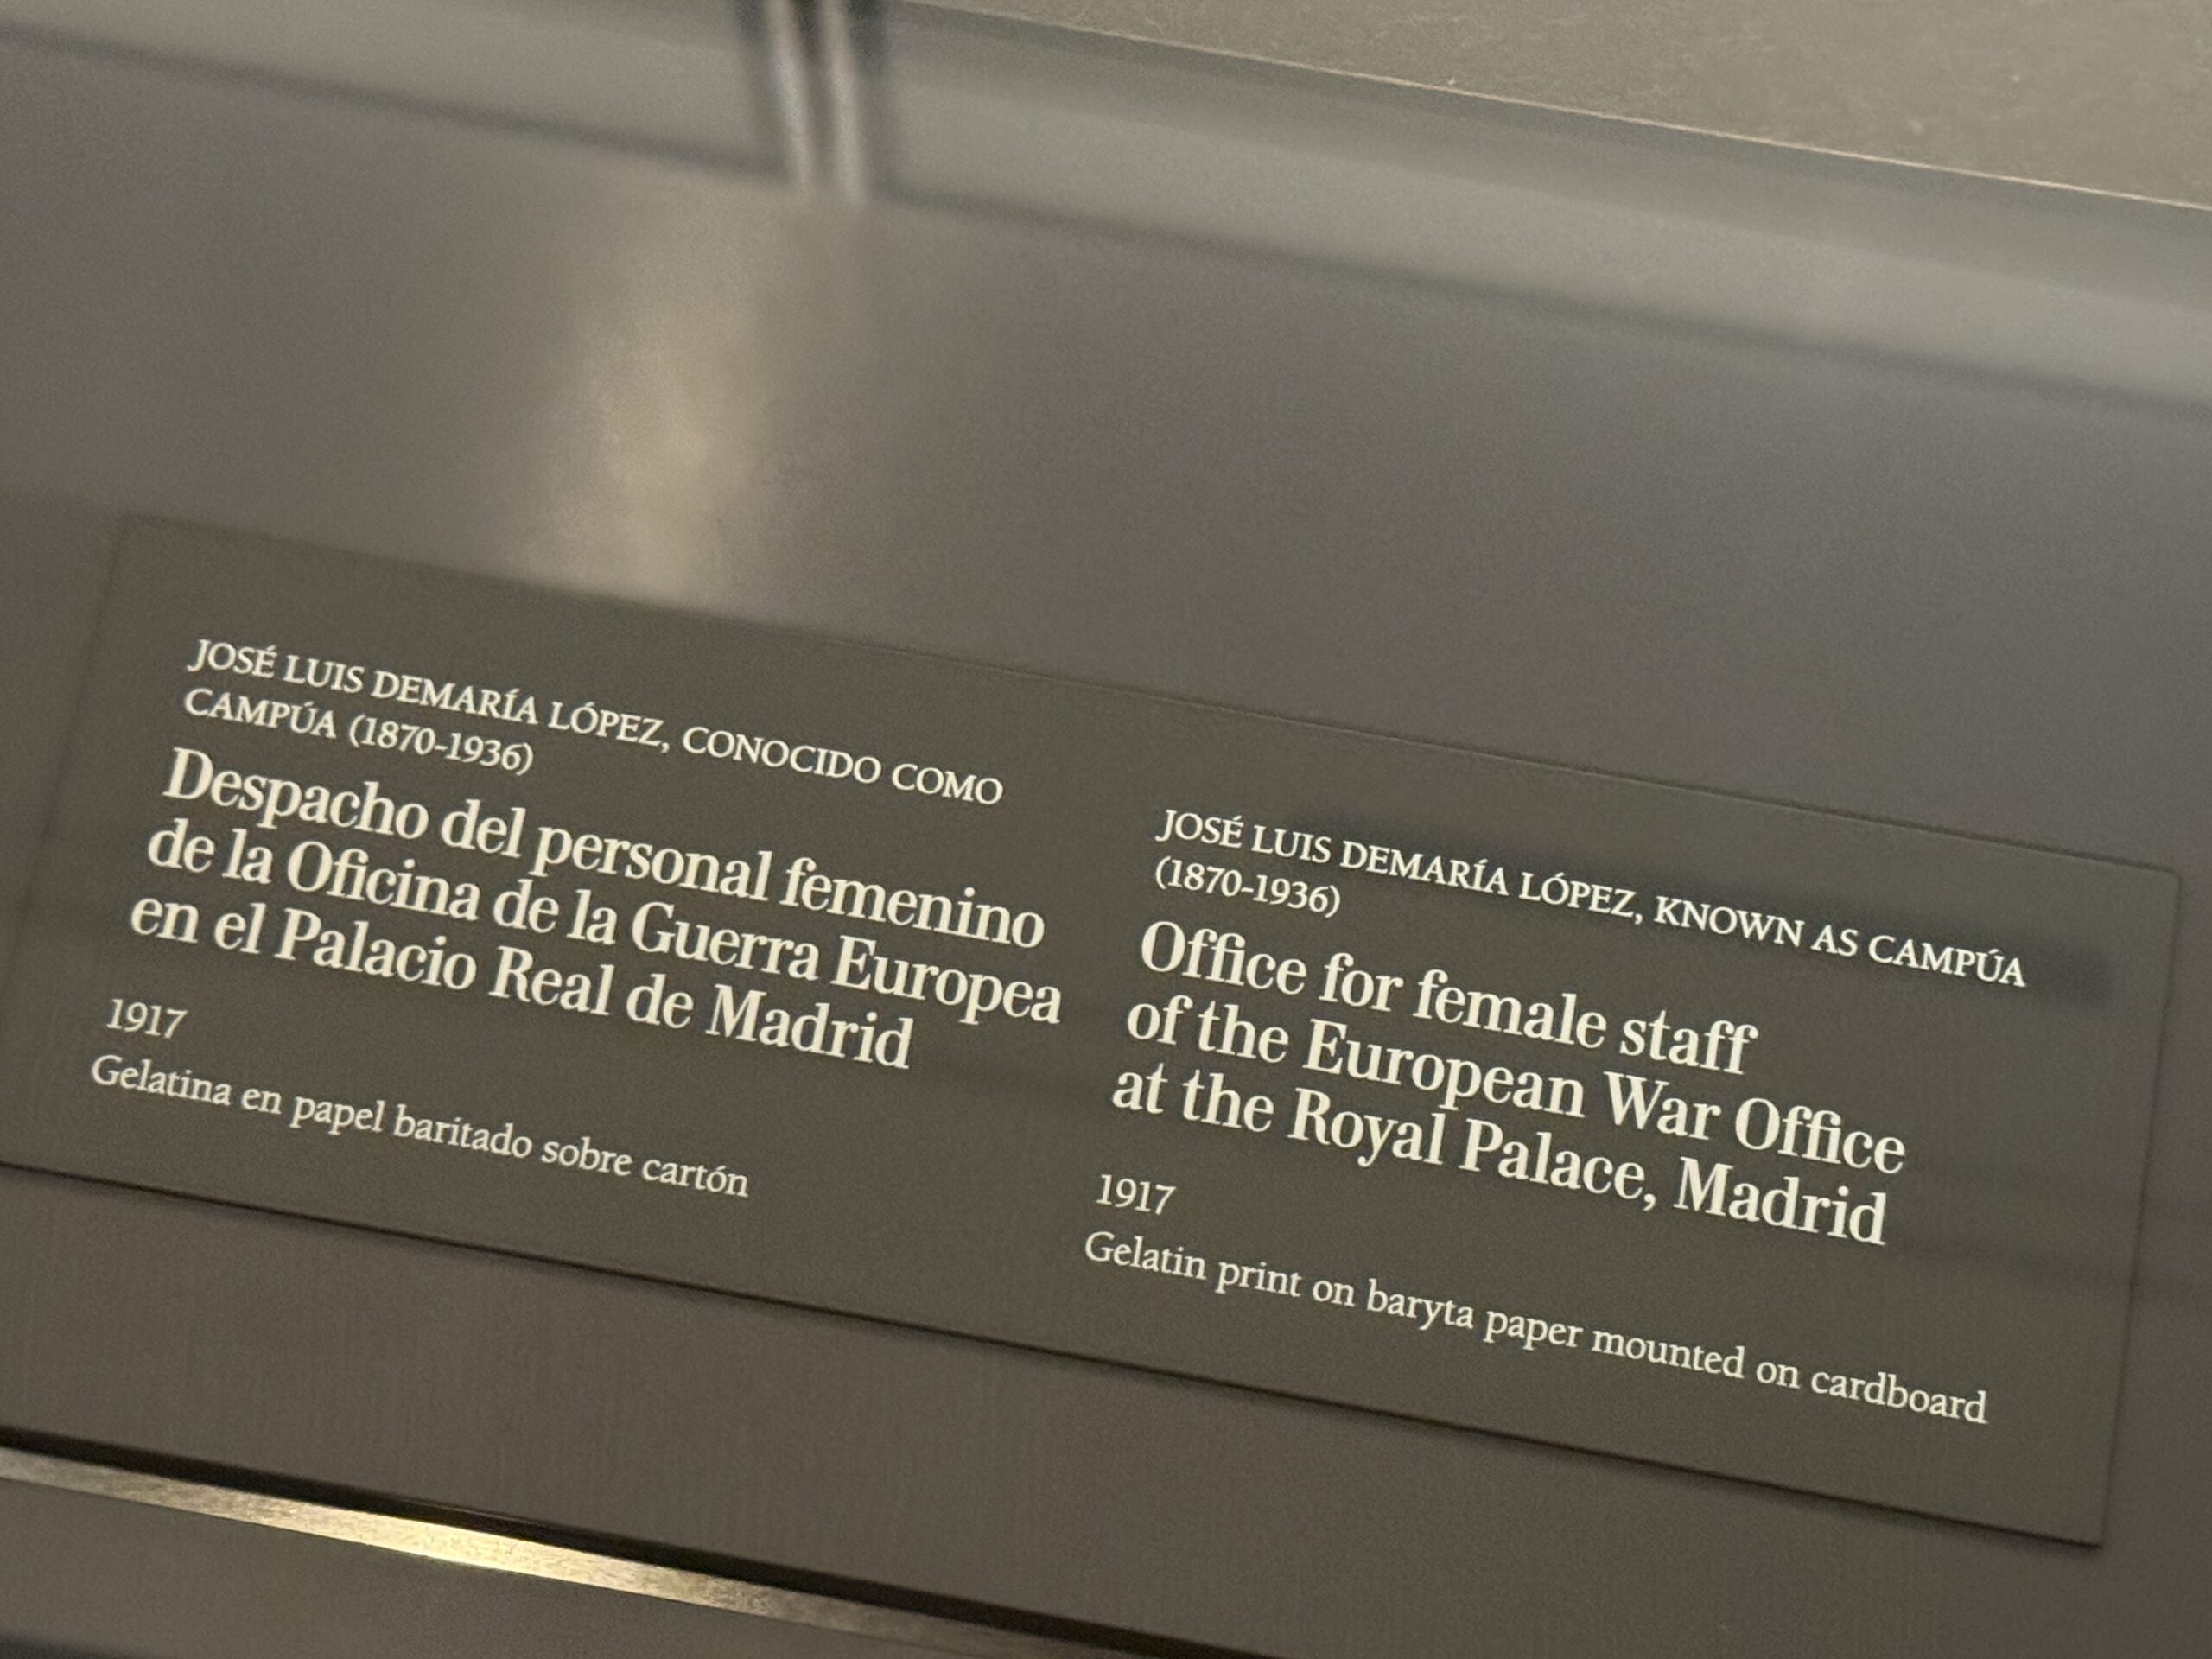 JOSÉ LUIS DEMARÍA LÓPEZ, CONOCIDO COMO
CAMPÚA (1870-1936)
Despacho del personal femenino
de la Oficina de la Guerra Europea
en el Palacio Real de Madrid
1917
Gelatina en papel baritado sobre cartón
JOSÉ LUIS DEMARÍA LÓPEZ, KNOWN AS CAMPÚA
(1870-1936)
Office for female staff
of the European War Office
at the Royal Palace, Madrid
1917
Gelatin print on baryta paper mounted on cardboard